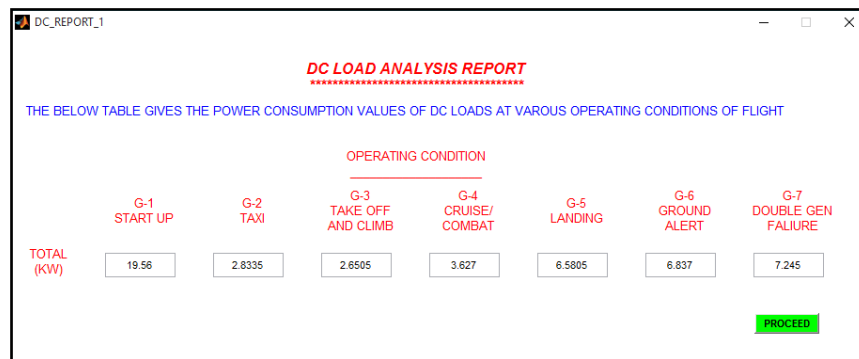 DC_REPORT_1
DC LOAD ANALYSIS REPORT
**************************************
THE BELOW TABLE GIVES THE POWER CONSUMPTION VALUES OF DC LOADS AT VAROUS OPERATING CONDITIONS OF FLIGHT
OPERATING CONDITION
G-1 G-2 G-3 G-4 G-5 G-6 G-7
START UP TAXI TAKE OFF CRUISE/ LANDING GROUND DOUBLE GEN
AND CLIMB COMBAT ALERT FALIURE
TOTAL
(KW) 19.56 2.8335 2.6505 3.627 6.5805 6.837 7.245
PROCEED